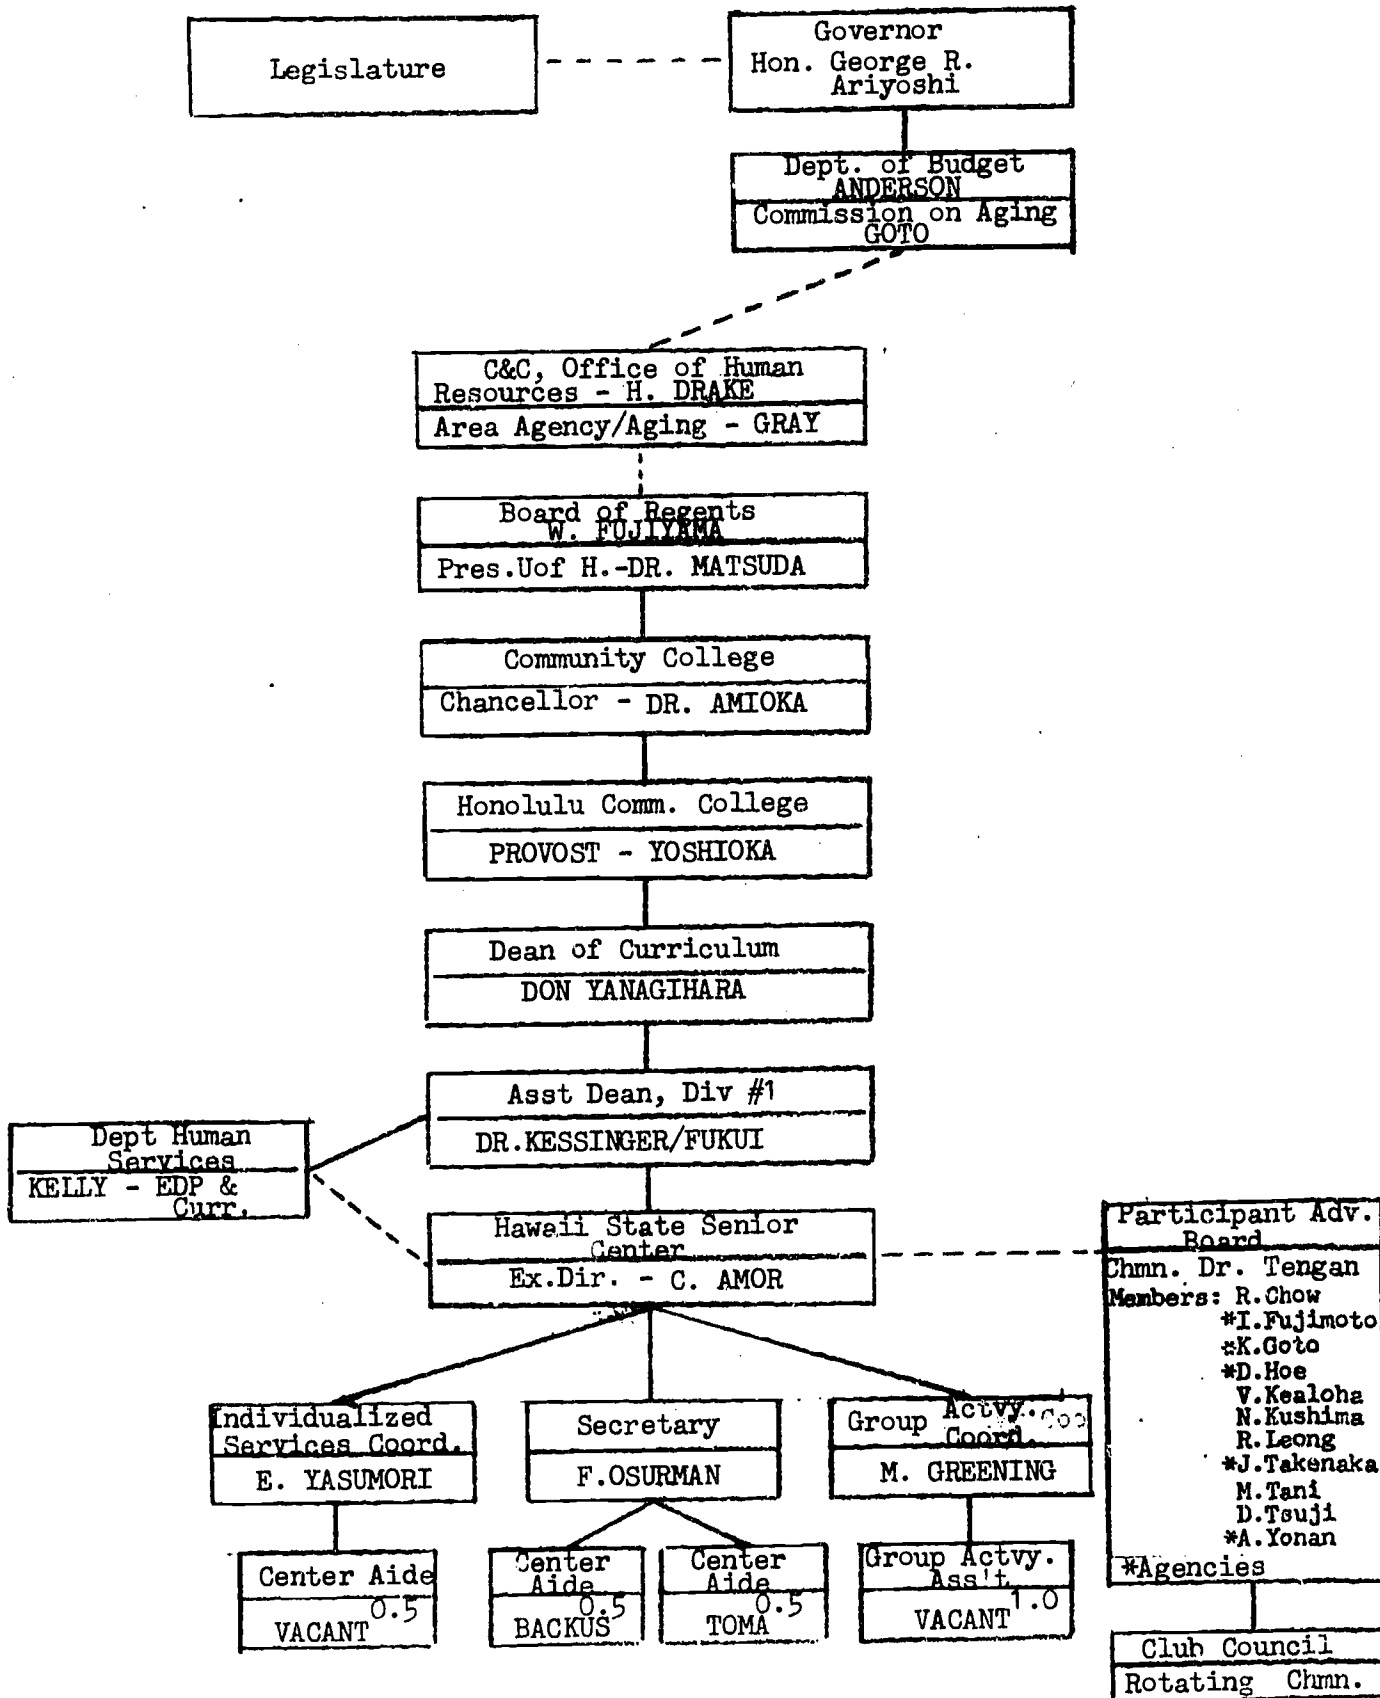 Legislature
Governor
Hon. George R.
Ariyoshi
Dept. of Budget
ANDERSON
Commission on Aging
GOTO
C&C, Office of Human
Resources - H. DRAKE
Area Agency/Aging - GRAY
Board of Regents
W. FUJIYAMA
Pres.Uof H.-DR. MATSUDA
Community College
Chancellor - DR. AMIOKA
Honolulu Comm. College
PROVOST - YOSHIOKA
Dean of Curriculum
DON YANAGIHARA
Asst Dean, Div #1
DR.KESSINGER/FUKUI
Dept Human
Services
KELLY - EDP &
Curr.
Hawaii State Senior
Center
Ex.Dir. - C. AMOR
Participant Adv.
Board
Chmn. Dr. Tengan
Members: R.Chow
*I.Fujimoto
*K.Goto
*D.Hoe
V.Kealoha
N.Kushima
R.Leong
*J.Takenaka
M.Tani
D.Tsuji
*A.Yonan
*Agencies
Individualized
Services Coord.
E. YASUMORI
Secretary
F.OSURMAN
Group Actvy.
Coord.
M. GREENING
Center Aide
0.5
VACANT
Center
Aide
0.5
BACKUS
Center
Aide
0.5
TOMA
Group Actvy.
Ass't
1.0
VACANT
Club Council
Rotating Chmn.